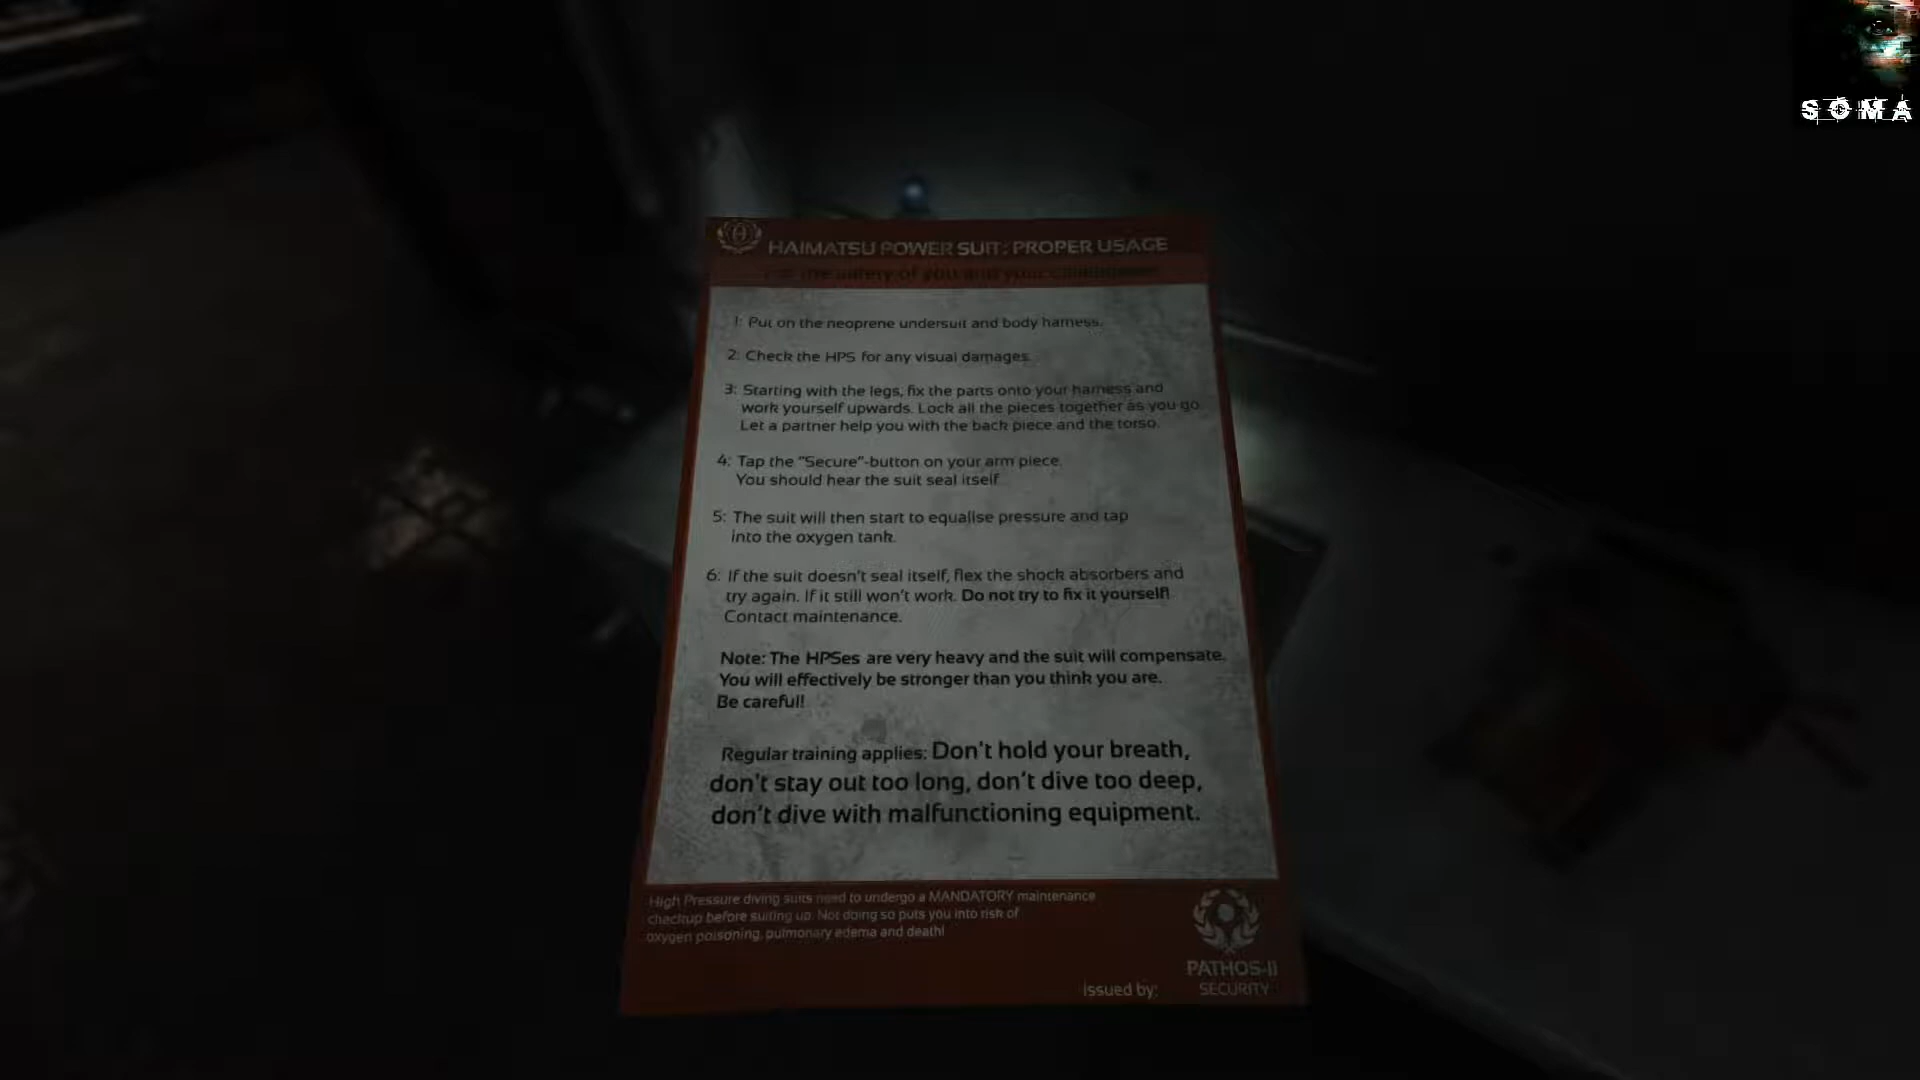 SOMA
HAIMATSU POWER SUIT: PROPER USAGE
For the safety of you and your colleagues
1: Put on the neoprene undersuit and body harness.
2: Check the HPS for any visual damages.
3: Starting with the legs, fix the parts onto your harness and
work yourself upwards. Lock all the pieces together as you go.
Let a partner help you with the back piece and the torso.
4: Tap the "Secure"-button on your arm piece.
You should hear the suit seal itself.
5: The suit will then start to equalise pressure and tap
into the oxygen tank.
6: If the suit doesn't seal itself, flex the shock absorbers and
try again. If it still won't work. Do not try to fix it yourself!
Contact maintenance.
Note: The HPSes are very heavy and the suit will compensate.
You will effectively be stronger than you think you are.
Be careful!
Regular training applies: Don't hold your breath,
don't stay out too long, don't dive too deep,
don't dive with malfunctioning equipment.
High Pressure diving suits need to undergo a MANDATORY maintenance
checkup before suiting up. Not doing so puts you into risk of
oxygen poisoning, pulmonary edema and death!
Issued by:
PATHOS-II
SECURITY